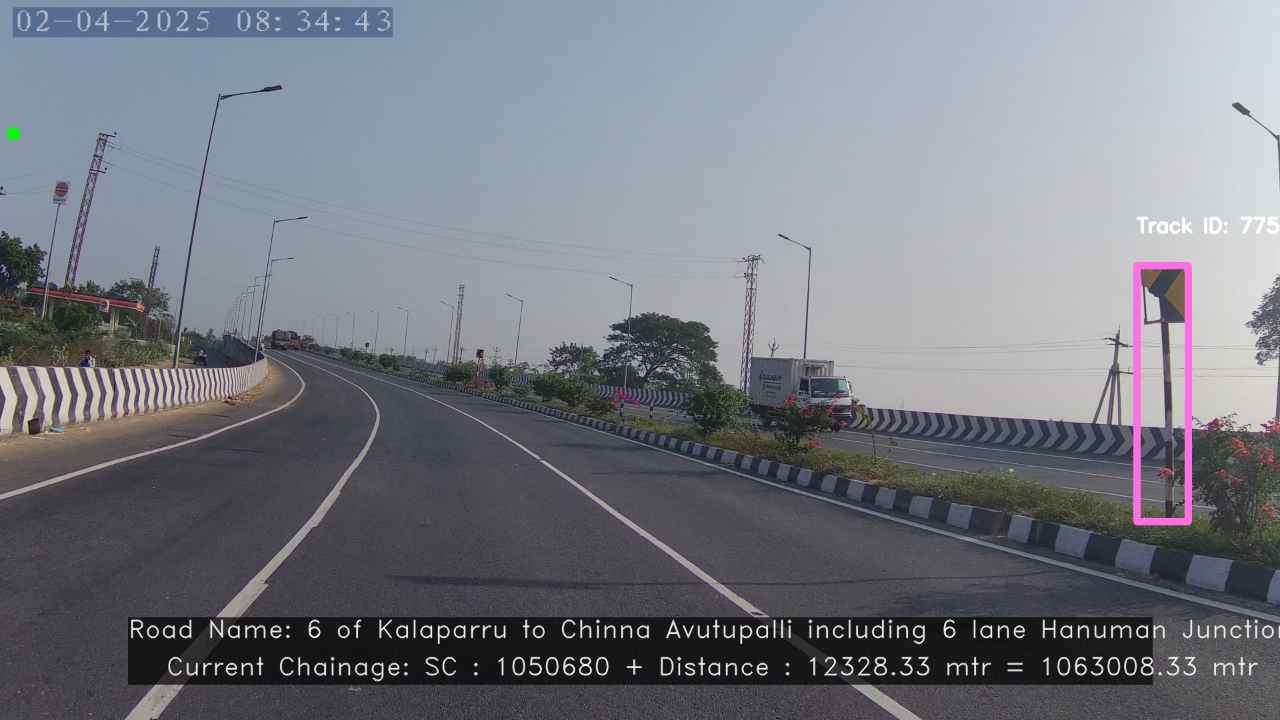 02-04-2025 08:34:43
Track ID: 775
Road Name: 6 of Kalaparru to Chinna Avutupalli including 6 lane Hanuman Junction
Current Chainage: SC : 1050680 + Distance : 12328.33 mtr = 1063008.33 mtr